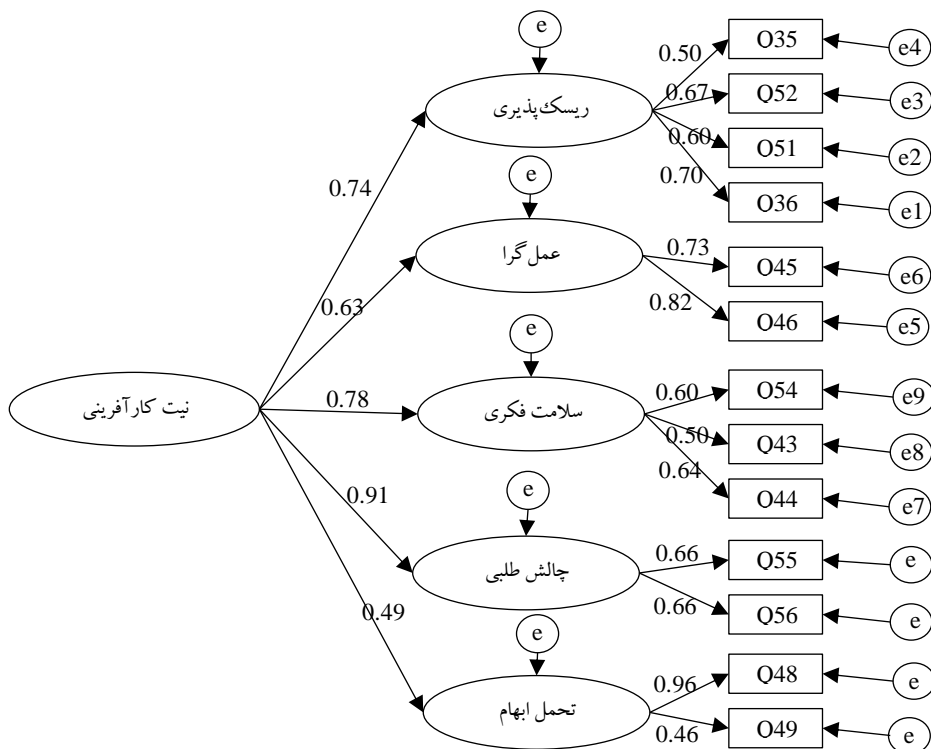 e
Q35
e4
0.50
ریسک‌پذیری
0.67
Q52
e3
0.60
Q51
e2
0.70
Q36
e1
0.74
e
عمل‌گرا
0.73
Q45
e6
0.82
Q46
e5
0.63
e
نیت کارآفرینی
0.78
سلامت فکری
0.60
Q54
e9
0.50
Q43
e8
0.64
Q44
e7
0.91
e
چالش طلبی
0.66
Q55
e
0.66
Q56
e
0.49
e
تحمل ابهام
0.96
Q48
e
0.46
Q49
e